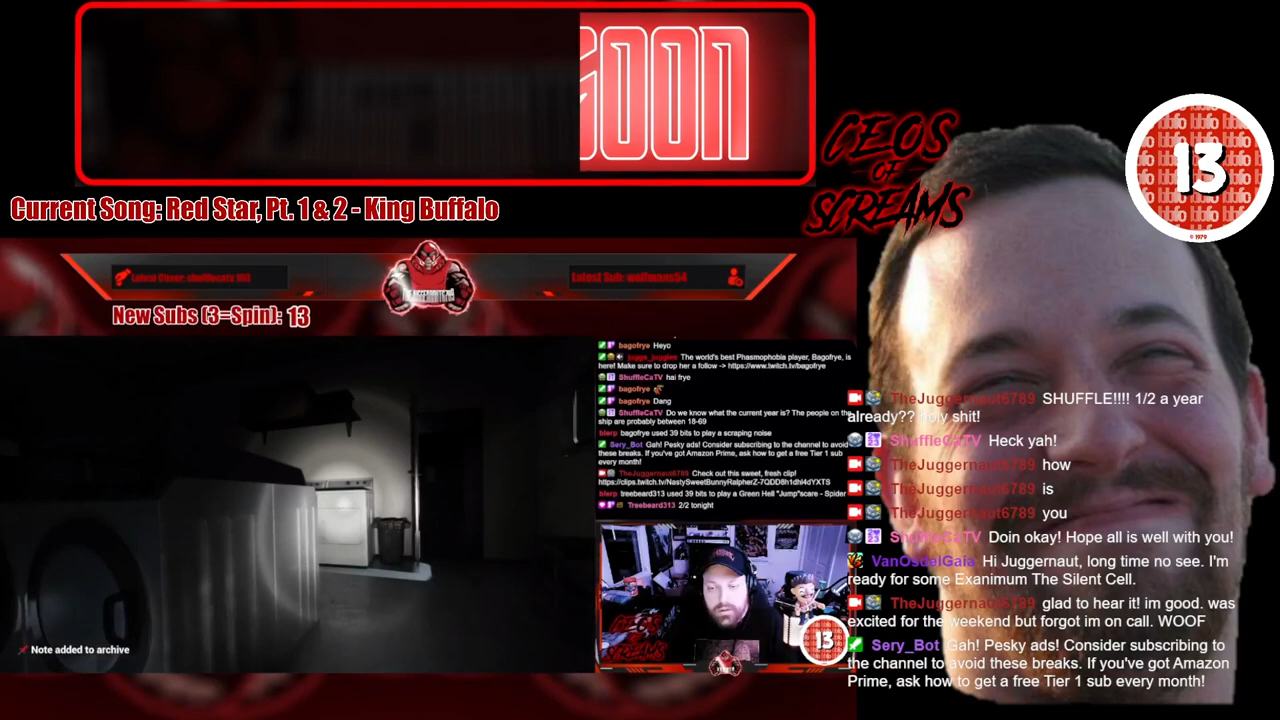 SOON
Current Song: Red Star, Pt. 1 & 2 - King Buffalo
CEOS
OF
SCREAMS
13
© 1979
Latest Sub: wolfmans54
New Subs (3=Spin): 13
bagofrye Heyo
The world's best Phasmophobia player, Bagofrye, is
here! Make sure to drop her a follow -> https://www.twitch.tv/bagofrye
ShuffleCaTV hai frye
bagofrye
bagofrye Dang
ShuffleCaTV Do we know what the current year is? The people on the
ship are probably between 18-69
blerp bagofrye used 39 bits to play a scraping noise
Sery_Bot Gah! Pesky ads! Consider subscribing to the channel to avoid
these breaks. If you've got Amazon Prime, ask how to get a free Tier 1 sub
every month!
TheJuggernaut6789 Check out this sweet, fresh clip!
https://clips.twitch.tv/NastySweetBunnyRalpherZ-7QDD8h1dhI4dYXTS
blerp treebeard313 used 39 bits to play a Green Hell "Jump"scare - Spider
Treebeard313 2/2 tonight
Note added to archive
CEOS
OF
SCREAMS
13
TheJuggernaut6789 SHUFFLE!!!! 1/2 a year
already?? holy shit!
ShuffleCaTV Heck yah!
TheJuggernaut6789 how
TheJuggernaut6789 is
TheJuggernaut6789 you
ShuffleCaTV Doin okay! Hope all is well with you!
VanOsdelGaia Hi Juggernaut, long time no see. I'm
ready for some Exanimum The Silent Cell.
TheJuggernaut6789 glad to hear it! im good. was
excited for the weekend but forgot im on call. WOOF
Sery_Bot Gah! Pesky ads! Consider subscribing to
the channel to avoid these breaks. If you've got Amazon
Prime, ask how to get a free Tier 1 sub every month!